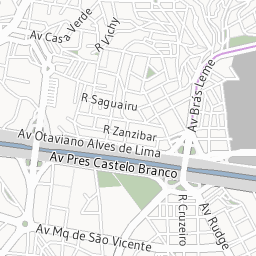 Av Casa Verde
R Vichy
Av Brás Leme
R Saguairu
R Zanzibar
Av Otaviano Alves de Lima
Av Pres Castelo Branco
R Cruzeiro
Av Rudge
Av Mq de São Vicente